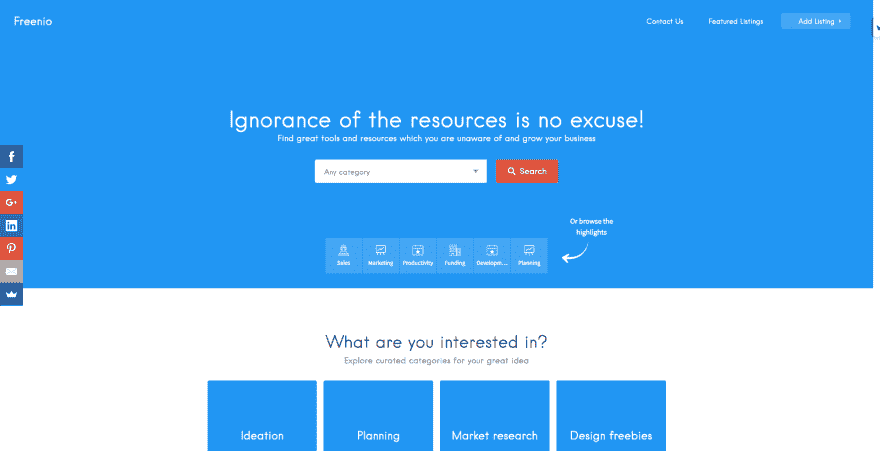 Freenio
Contact Us
Featured Listings
Add Listing
Ignorance of the resources is no excuse!
Find great tools and resources which you are unaware of and grow your business
Any category
Search
Or browse the
highlights
Sales
Marketing
Productivity
Funding
Developm...
Planning
What are you interested in?
Explore curated categories for your great idea
Ideation
Planning
Market research
Design freebies